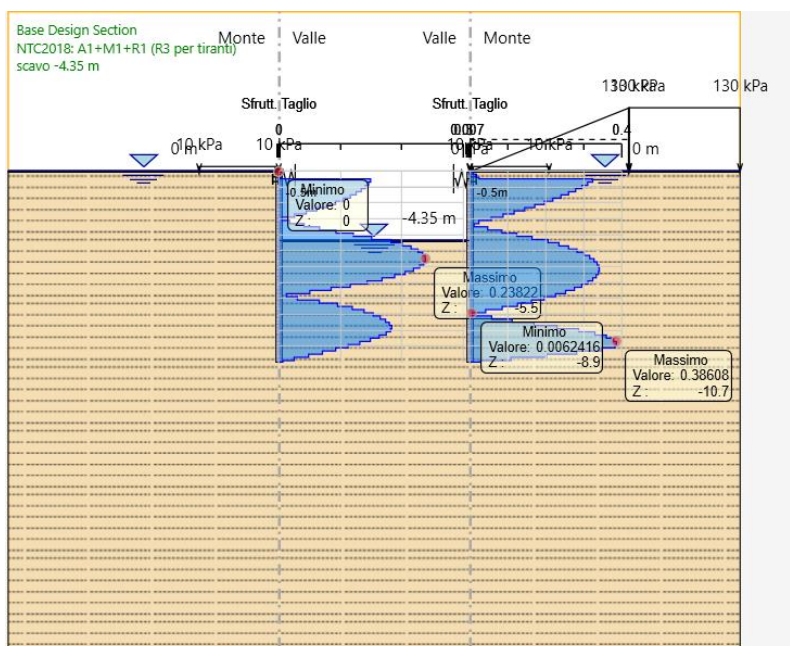 Base Design Section
NTC2018: A1+M1+R1 (R3 per tiranti)
scavo -4.35 m
Monte
Valle
Valle
Monte
130 kPa
130 kPa
Sfrutt. Taglio
Sfrutt. Taglio
0
0.4
0 m
10 kPa
10 kPa
10 kPa
0 m
-0.5m
-0.5m
Minimo
Valore: 0
Z : 0
-4.35 m
Massimo
Valore: 0.23822
Z : -5.5
Minimo
Valore: 0.0062416
Z : -8.9
Massimo
Valore: 0.38608
Z : -10.7